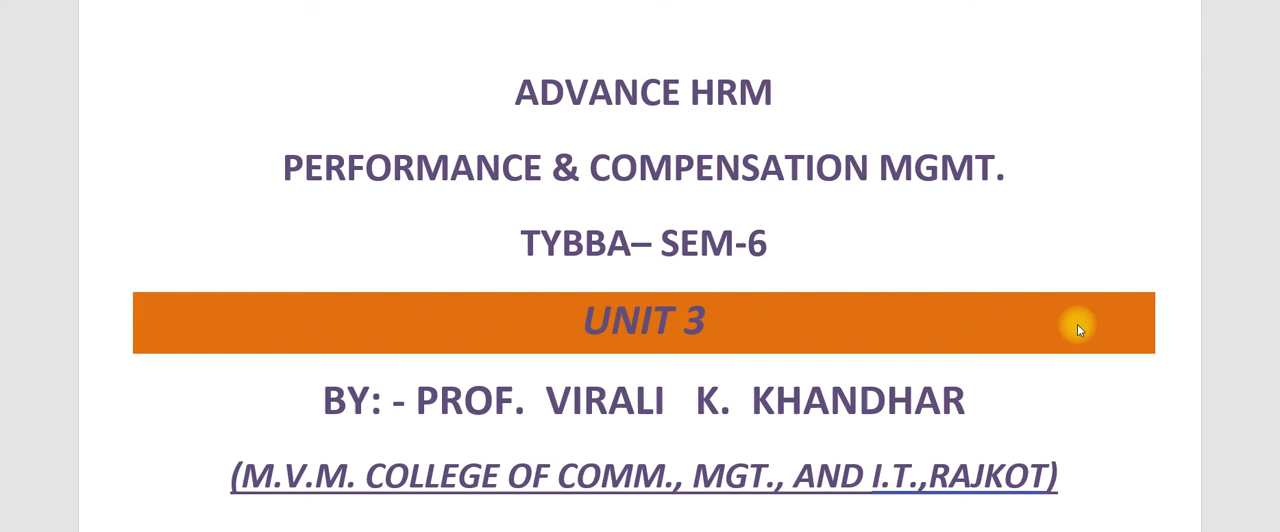 ADVANCE HRM
PERFORMANCE & COMPENSATION MGMT.
TYBBA– SEM-6
UNIT 3
BY: - PROF. VIRALI K. KHANDHAR
(M.V.M. COLLEGE OF COMM., MGT., AND I.T.,RAJKOT)